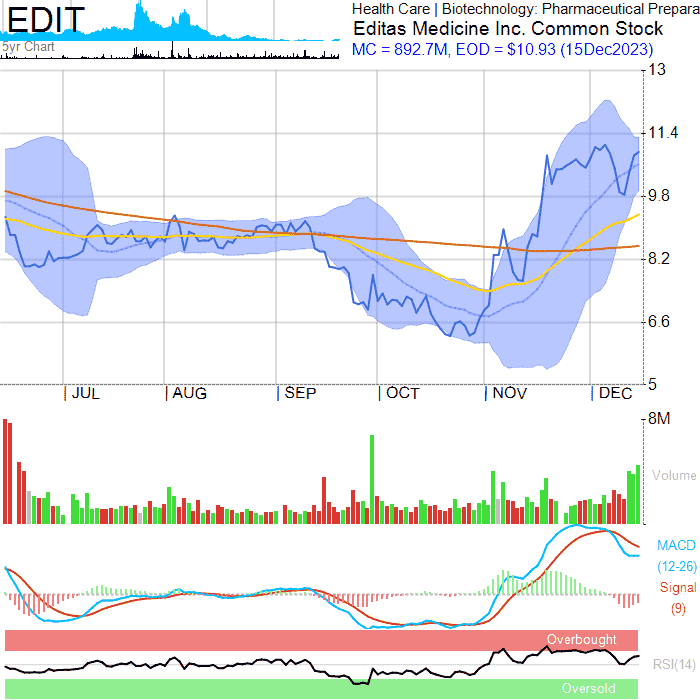 EDIT
Health Care | Biotechnology: Pharmaceutical Prepara
Editas Medicine Inc. Common Stock
5yr Chart
MC = 892.7M, EOD = $10.93 (15Dec2023)
13
11.4
9.8
8.2
6.6
5
JUL AUG SEP OCT NOV DEC
8M
Volume
MACD
(12-26)
Signal
(9)
Overbought
RSI(14)
Oversold